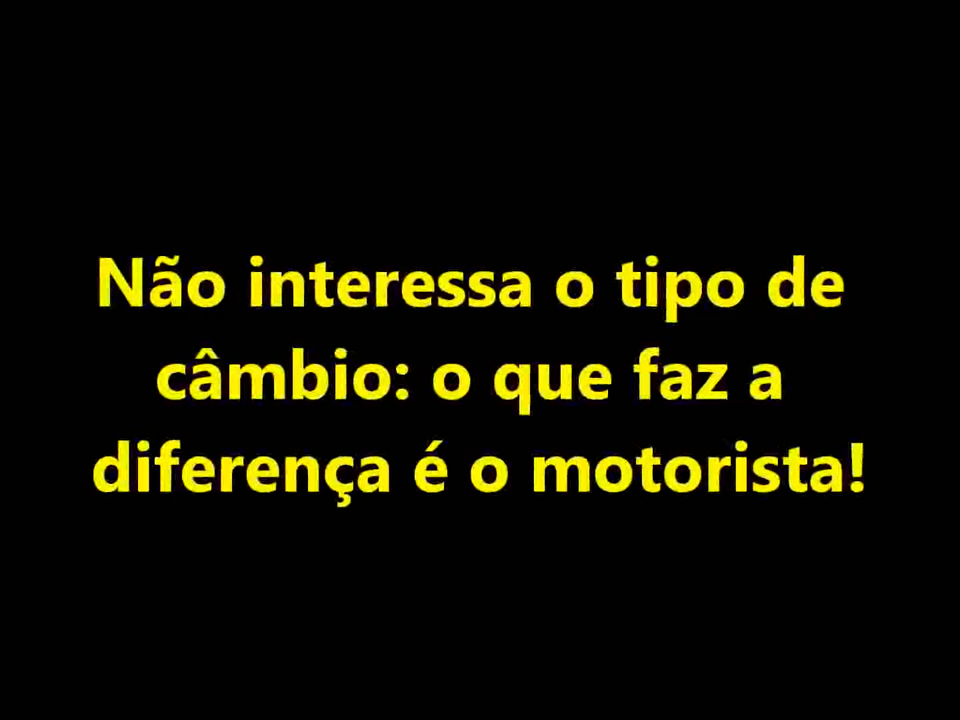 Não interessa o tipo de
câmbio: o que faz a
diferença é o motorista!